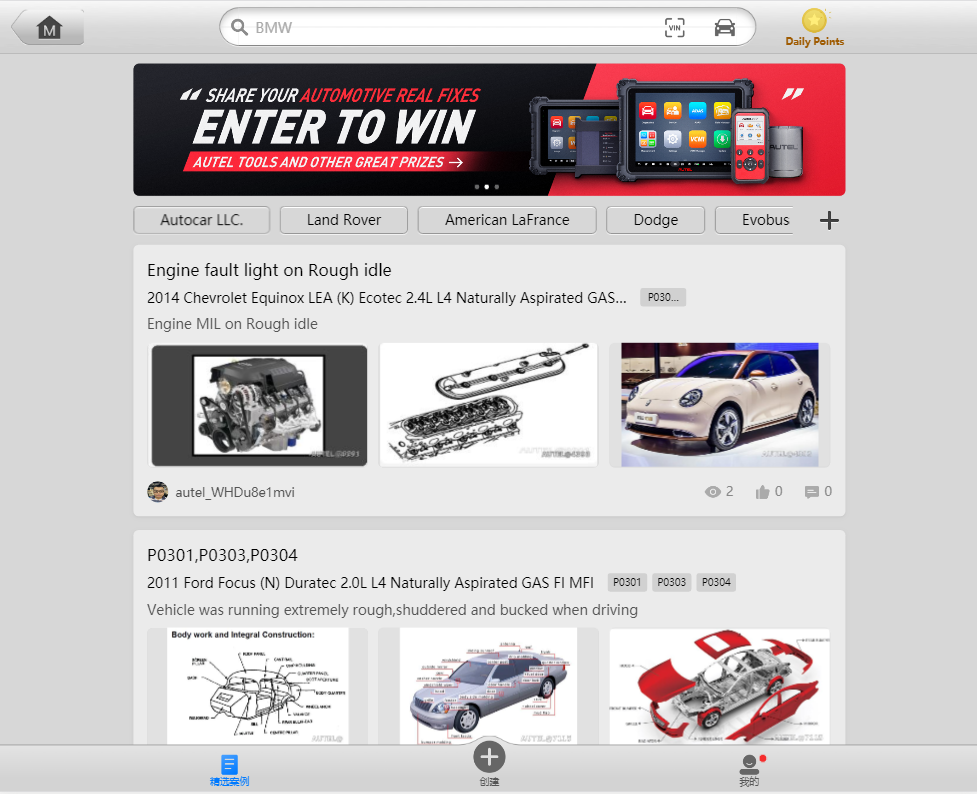 M
BMW
VIN
Daily Points
SHARE YOUR AUTOMOTIVE REAL FIXES
ENTER TO WIN
AUTEL TOOLS AND OTHER GREAT PRIZES →
AUTEL
Autocar LLC.
Land Rover
American LaFrance
Dodge
Evobus
Engine fault light on Rough idle
2014 Chevrolet Equinox LEA (K) Ecotec 2.4L L4 Naturally Aspirated GAS...
P030...
Engine MIL on Rough idle
autel_WHDu8e1mvi
2
0
0
P0301,P0303,P0304
2011 Ford Focus (N) Duratec 2.0L L4 Naturally Aspirated GAS FI MFI
P0301
P0303
P0304
Vehicle was running extremely rough,shuddered and bucked when driving
Body work and Integral Construction:
精选案例
创建
我的